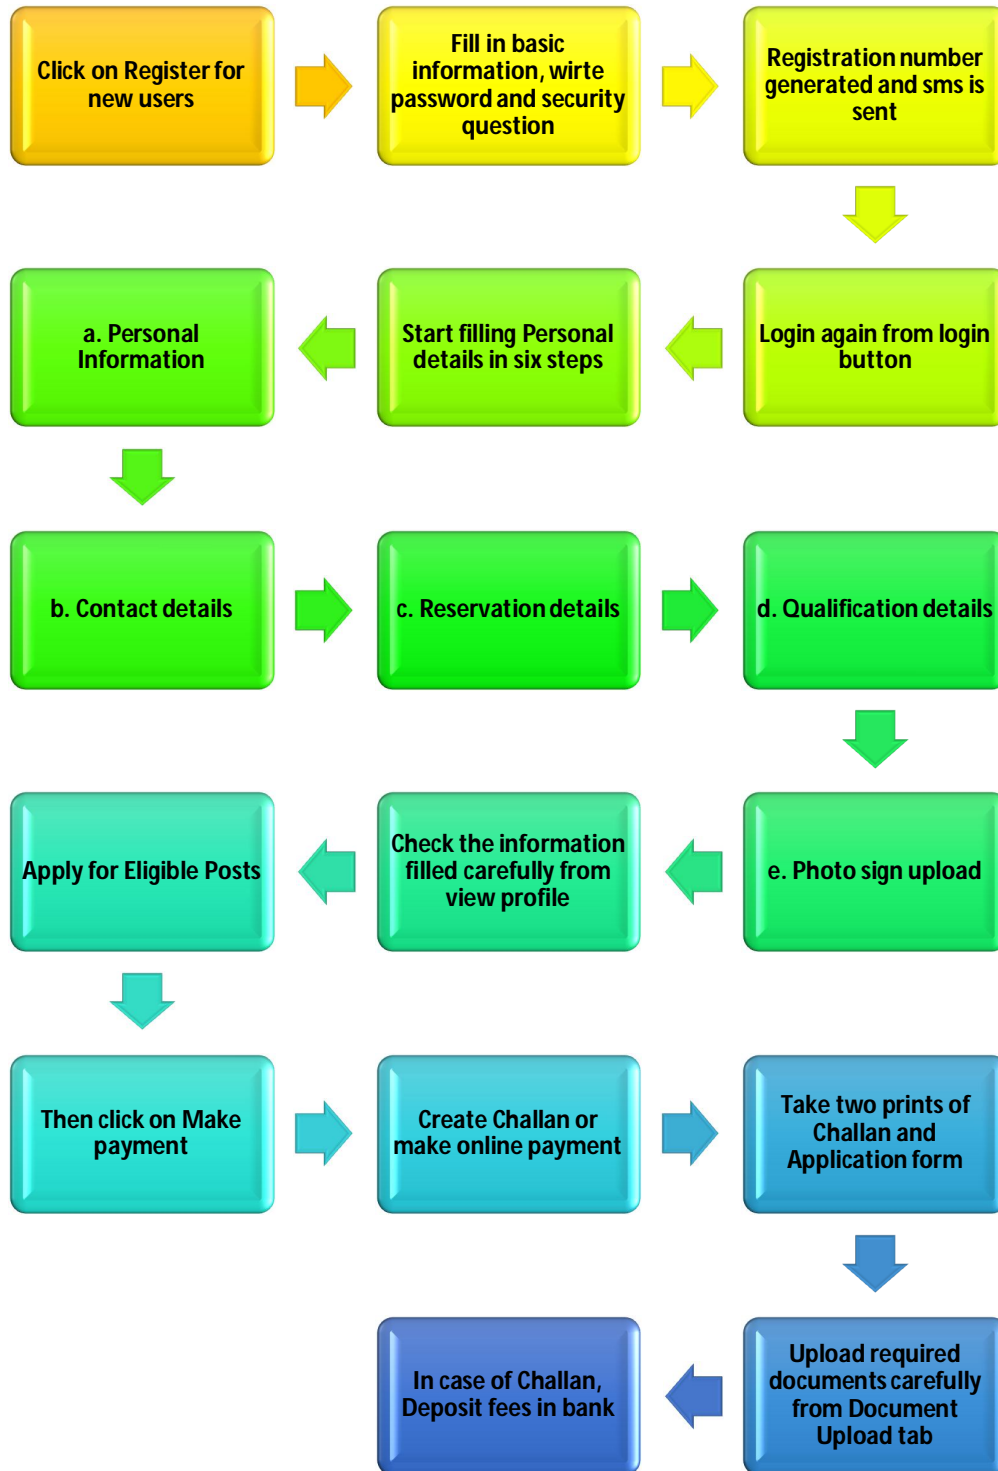 Click on Register for
new users
Fill in basic
information, wirte
password and security
question
Registration number
generated and sms is
sent
Login again from login
button
Start filling Personal
details in six steps
a. Personal
Information
b. Contact details
c. Reservation details
d. Qualification details
e. Photo sign upload
Check the information
filled carefully from
view profile
Apply for Eligible Posts
Then click on Make
payment
Create Challan or
make online payment
Take two prints of
Challan and
Application form
Upload required
documents carefully
from Document
Upload tab
In case of Challan,
Deposit fees in bank